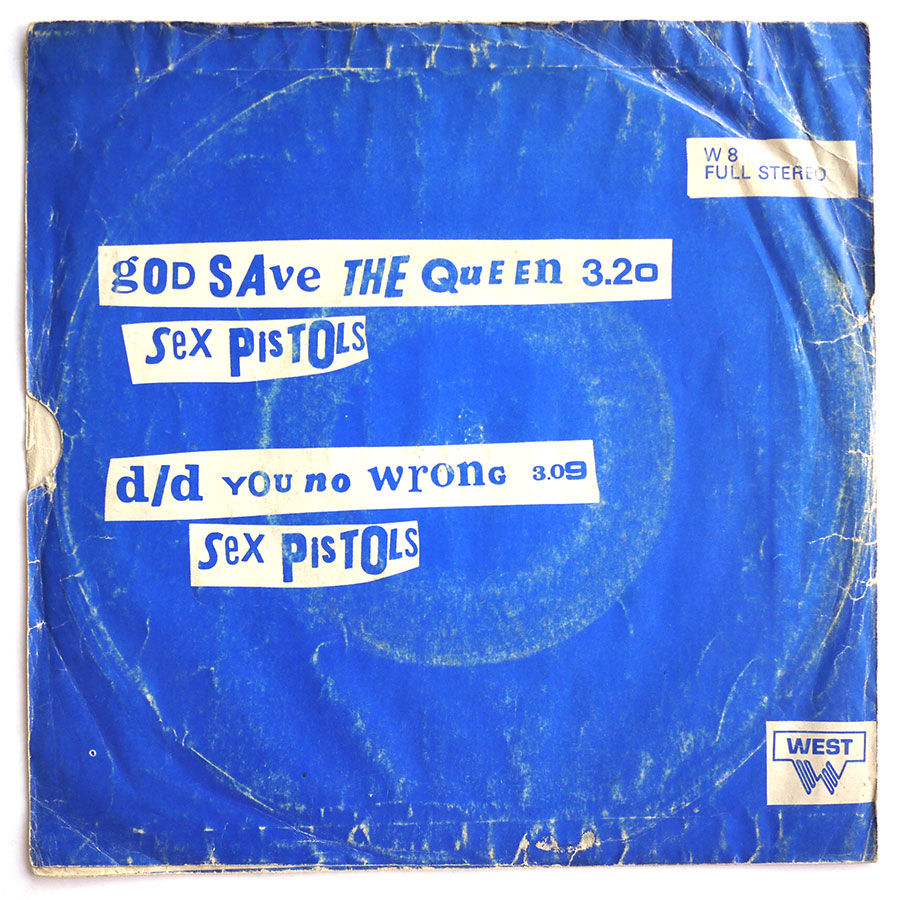 W 8
FULL STEREO
gOD SAve THE QuEEn 3.20
sex PisTOLs
d/d YOU no wronG 3.09
sex PisTOLs
WEST
W